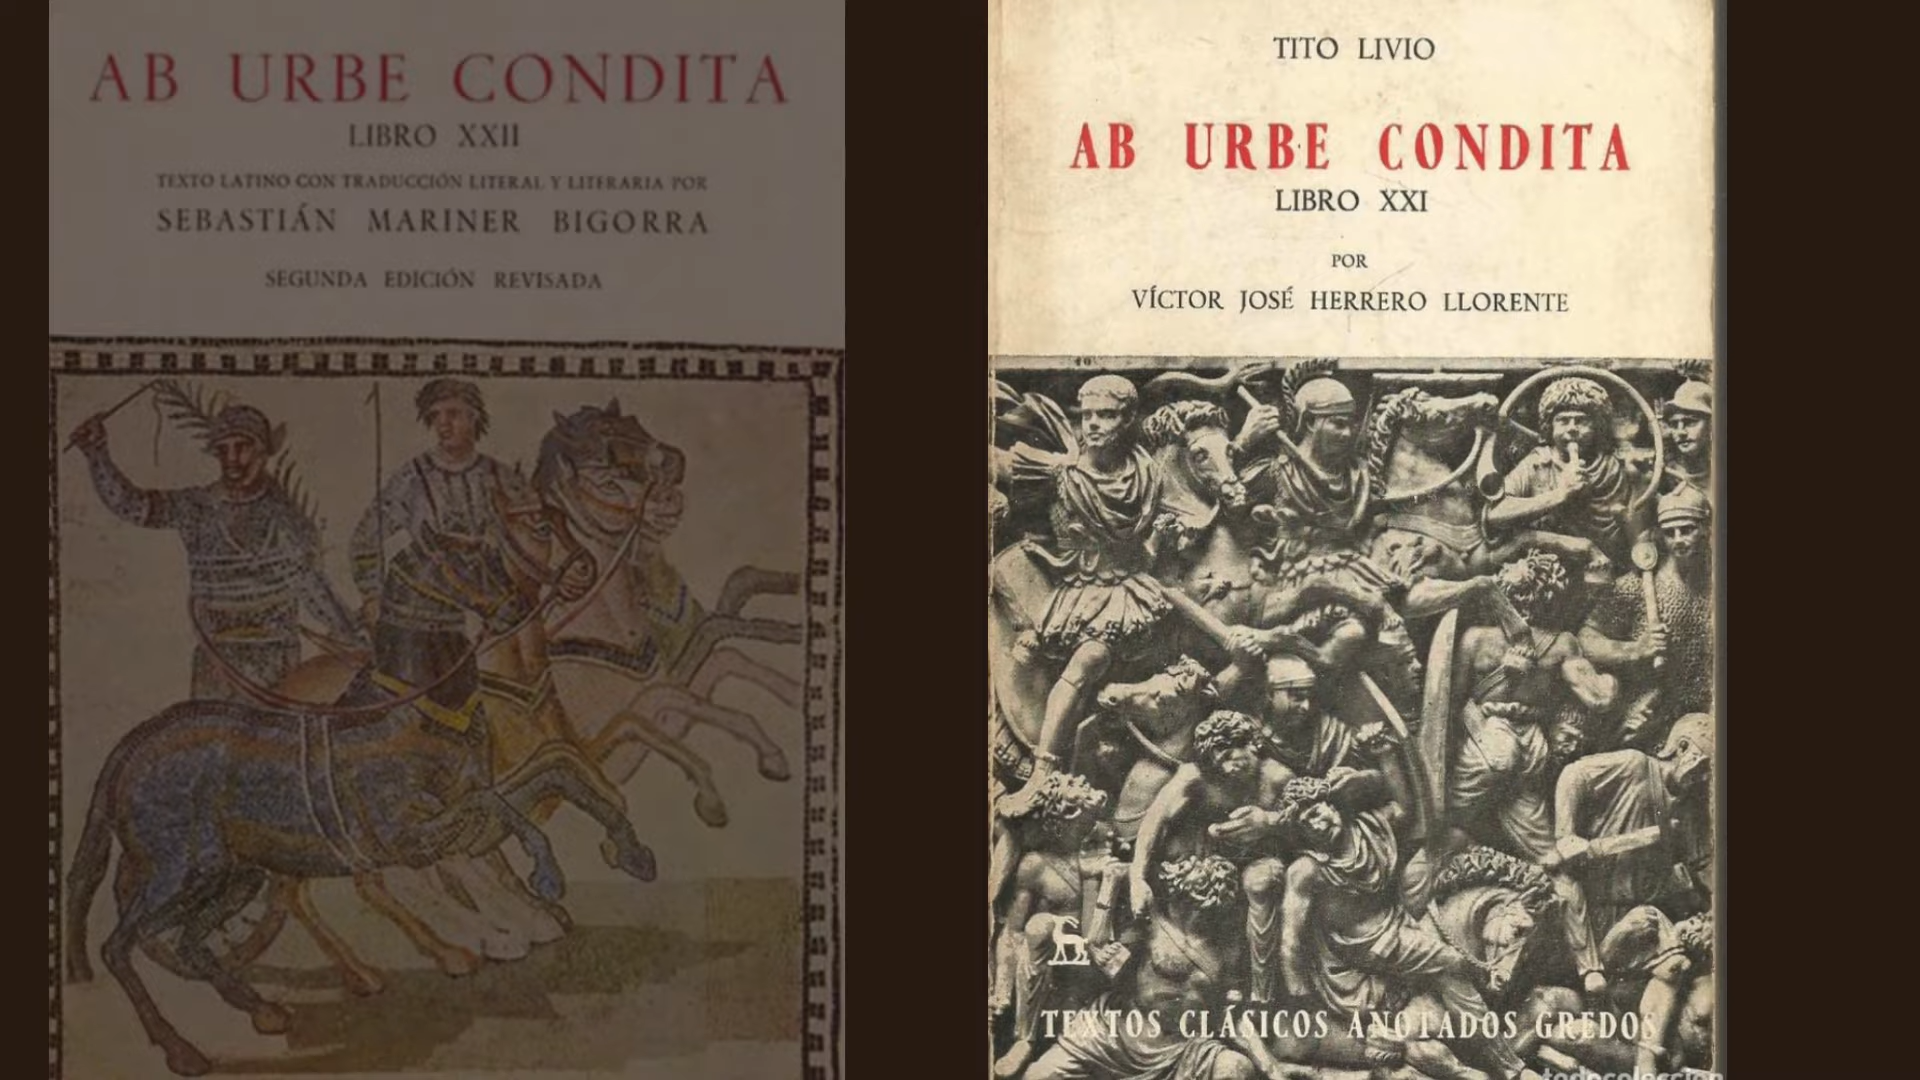 AB URBE CONDITA
LIBRO XXII
TEXTO LATINO CON TRADUCCIÓN LITERAL Y LITERARIA POR
SEBASTIÁN MARINER BIGORRA
SEGUNDA EDICIÓN REVISADA
TITO LIVIO
AB URBE CONDITA
LIBRO XXI
POR
VÍCTOR JOSÉ HERRERO LLORENTE
TEXTOS CLÁSICOS ANOTADOS GREDOS
todocoleccion